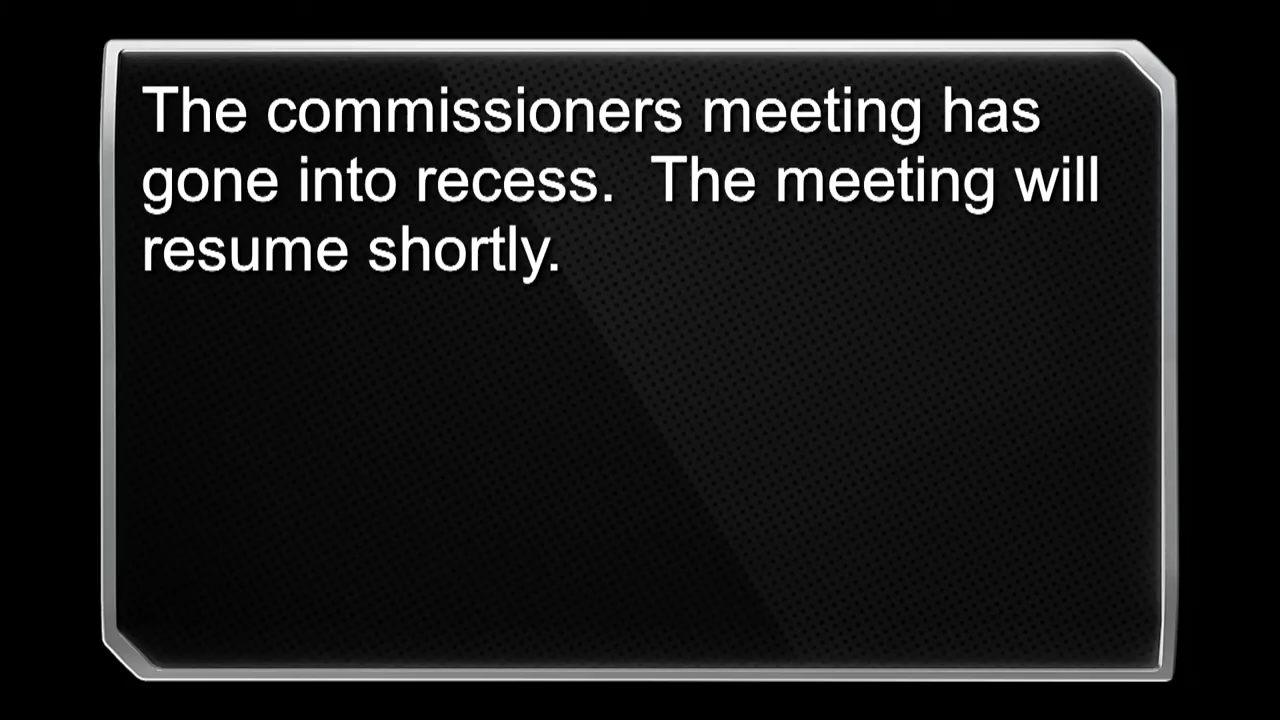 The commissioners meeting has
gone into recess.  The meeting will
resume shortly.